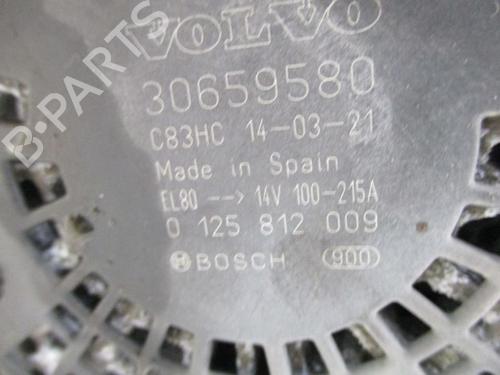 VOLVO
30659580
C83HC 14-03-21
Made in Spain
EL80 --> 14V 100-215A
0 125 812 009
BOSCH 900
B-PARTS